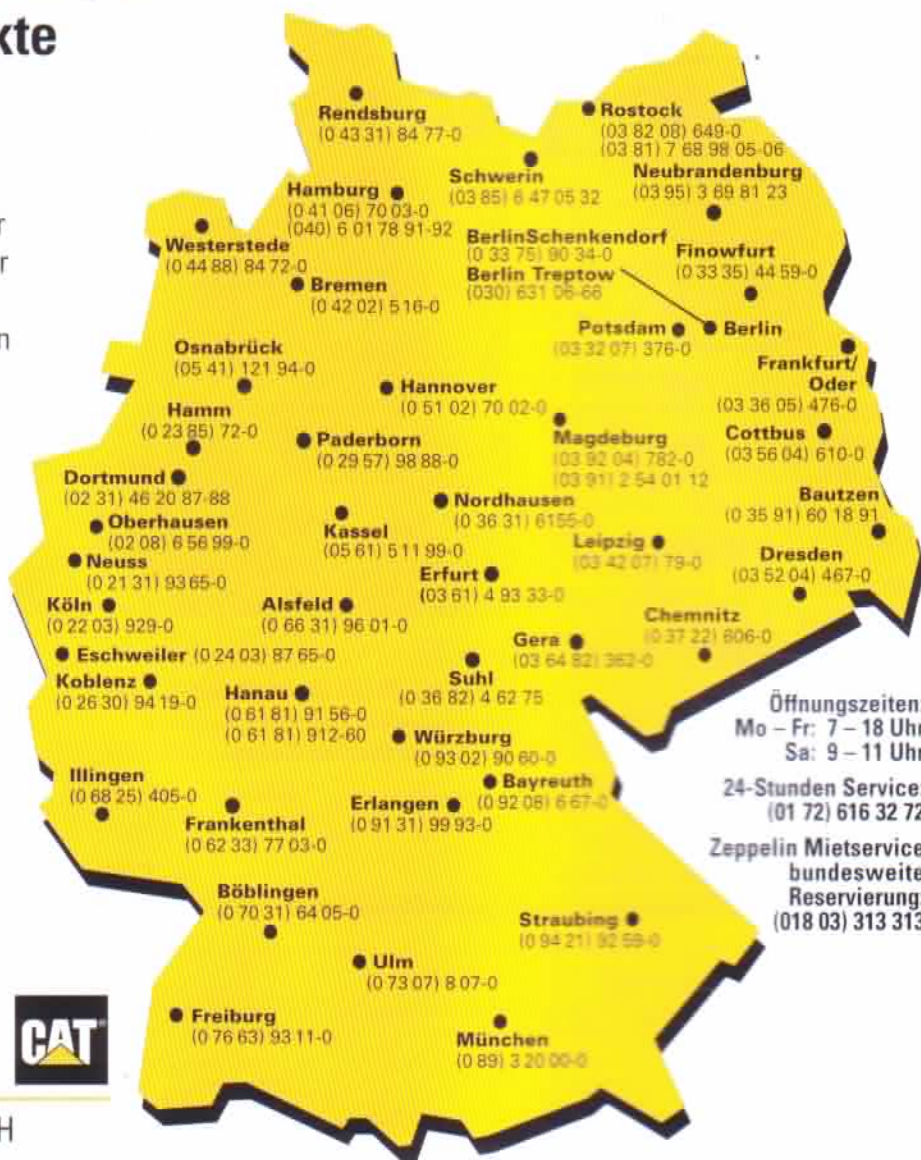 kte
r
r
n
Rendsburg
(0 43 31) 84 77-0
Rostock
(03 82 08) 649-0
(03 81) 7 68 98 05-06
Schwerin
(03 85) 6 47 05 32
Neubrandenburg
(03 95) 3 69 81 23
Hamburg
(0 41 06) 70 03-0
(040) 6 01 78 91-92
Westerstede
(0 44 88) 84 72-0
BerlinSchenkendorf
(0 33 75) 90 34-0
Berlin Treptow
(030) 631 06-66
Finowfurt
(0 33 35) 44 59-0
Bremen
(0 42 02) 5 16-0
Potsdam
(03 32 07) 376-0
Berlin
Osnabrück
(05 41) 121 94-0
Frankfurt/
Oder
(03 36 05) 476-0
Hannover
(0 51 02) 70 02-0
Hamm
(0 23 85) 72-0
Paderborn
(0 29 57) 98 88-0
Magdeburg
(03 92 04) 782-0
(03 91) 2 54 01 12
Cottbus
(03 56 04) 610-0
Dortmund
(02 31) 46 20 87-88
Nordhausen
(0 36 31) 6155-0
Bautzen
(0 35 91) 60 18 91
Oberhausen
(02 08) 6 56 99-0
Kassel
(05 61) 5 11 99-0
Leipzig
(03 42 07) 79-0
Neuss
(0 21 31) 93 65-0
Erfurt
(03 61) 4 93 33-0
Dresden
(03 52 04) 467-0
Köln
(0 22 03) 929-0
Alsfeld
(0 66 31) 96 01-0
Chemnitz
(0 37 22) 606-0
Gera
(03 64 82) 362-0
Eschweiler (0 24 03) 87 65-0
Suhl
(0 36 82) 4 62 75
Koblenz
(0 26 30) 94 19-0
Hanau
(0 61 81) 91 56-0
(0 61 81) 912-60
Würzburg
(0 93 02) 90 60-0
Illingen
(0 68 25) 405-0
Bayreuth
(0 92 08) 6 67-0
Erlangen
(0 91 31) 99 93-0
Frankenthal
(0 62 33) 77 03-0
Öffnungszeiten:
Mo – Fr: 7 – 18 Uhr
Sa: 9 – 11 Uhr
24-Stunden Service:
(01 72) 616 32 72
Zeppelin Mietservice
bundesweite
Reservierung:
(018 03) 313 313
Böblingen
(0 70 31) 64 05-0
Straubing
(0 94 21) 92 59-0
Ulm
(0 73 07) 8 07-0
Freiburg
(0 76 63) 93 11-0
München
(0 89) 3 20 00-0
CAT
H